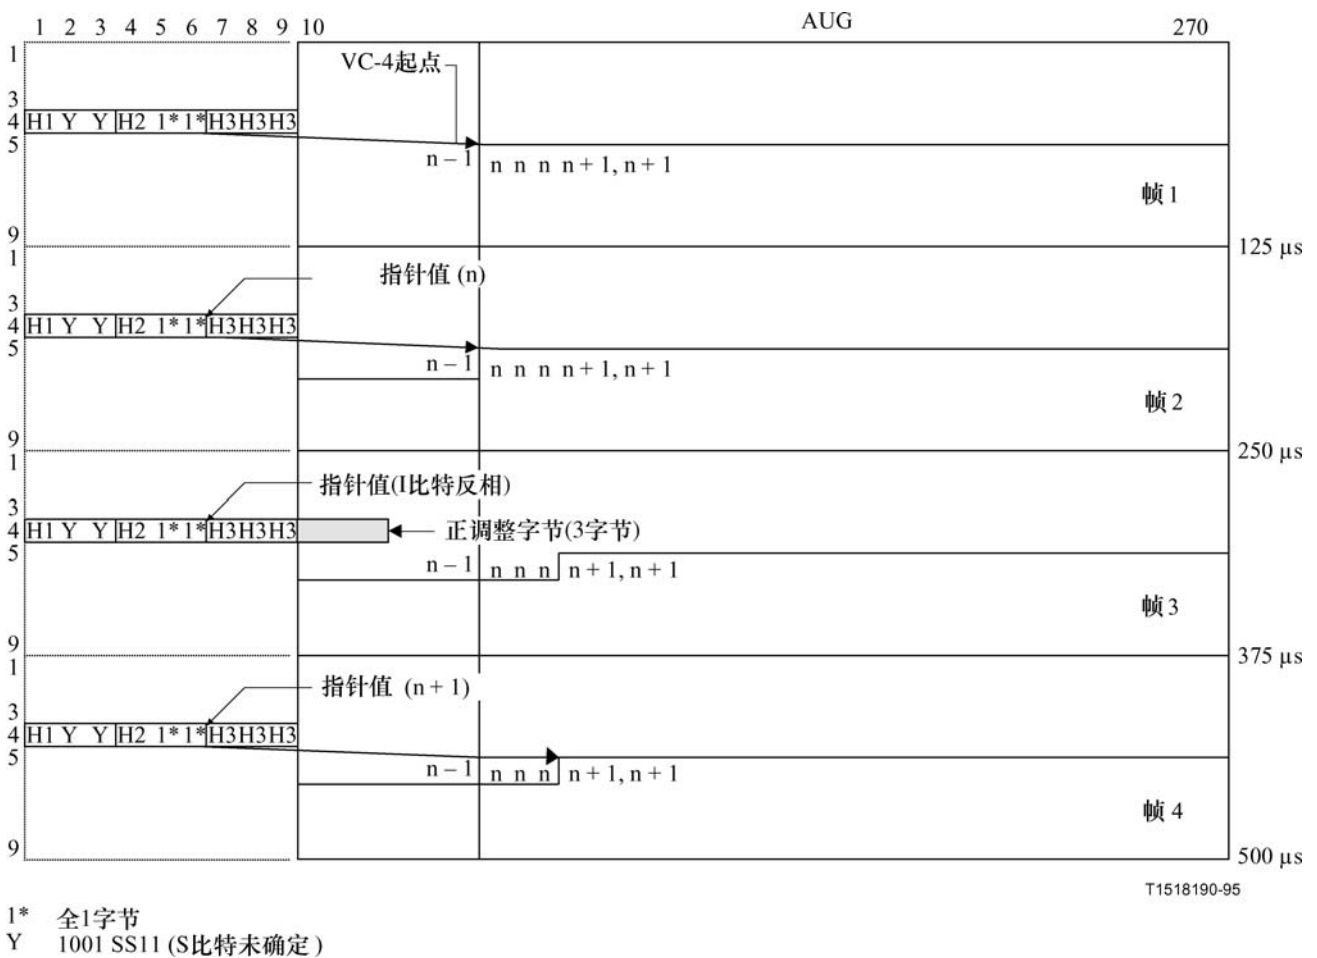 1 2 3 4 5 6 7 8 9 10 AUG 270
1
VC-4起点
3
4 H1 Y Y H2 1* 1* H3 H3 H3
5
n – 1 n n n n + 1, n + 1
帧 1
9
125 µs
1
指针值 (n)
3
4 H1 Y Y H2 1* 1* H3 H3 H3
5
n – 1 n n n n + 1, n + 1
帧 2
9
250 µs
1
指针值(I比特反相)
3
4 H1 Y Y H2 1* 1* H3 H3 H3 正调整字节(3字节)
5
n – 1 n n n n + 1, n + 1
帧 3
9
375 µs
1
指针值 (n + 1)
3
4 H1 Y Y H2 1* 1* H3 H3 H3
5
n – 1 n n n n + 1, n + 1
帧 4
9
500 µs
T1518190-95
1* 全1字节
Y 1001 SS11 (S比特未确定 )